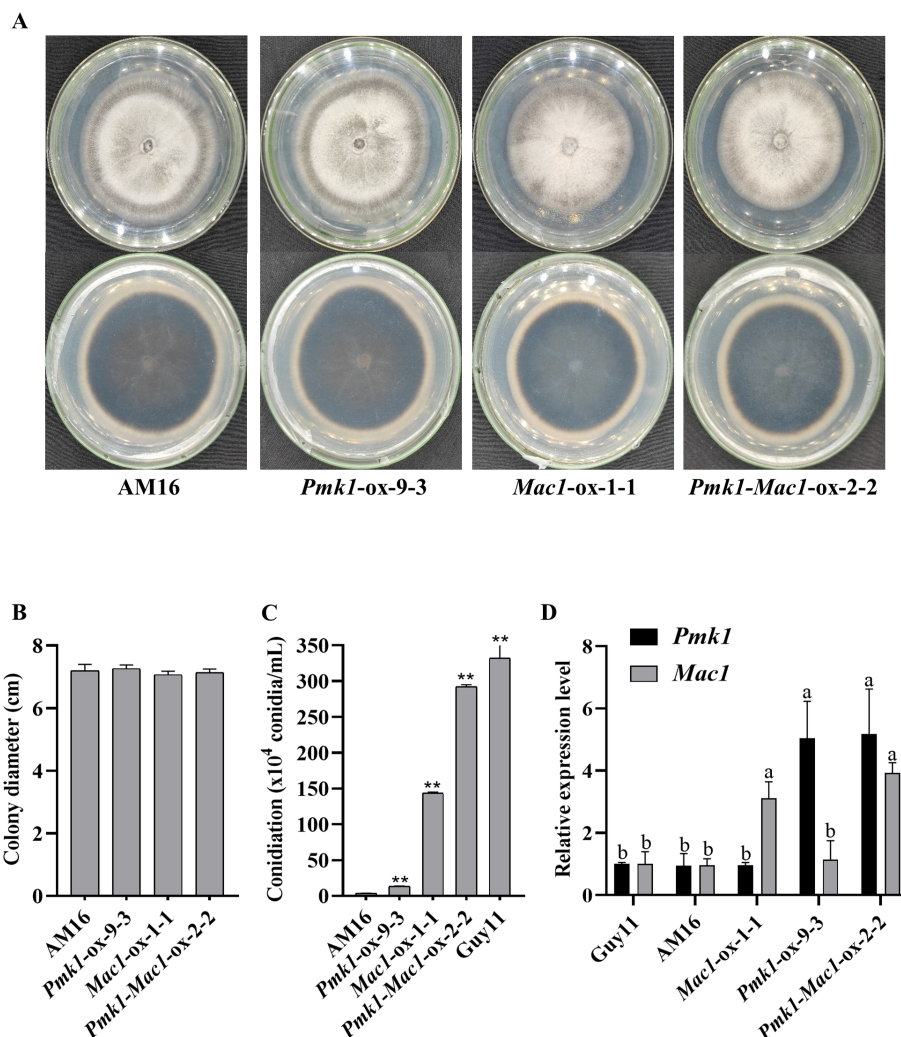 A
AM16
Pmk1-ox-9-3
Mac1-ox-1-1
Pmk1-Mac1-ox-2-2
B
Colony diameter (cm)
8
6
4
2
0
AM16
Pmk1-ox-9-3
Mac1-ox-1-1
Pmk1-Mac1-ox-2-2
C
Conidiation (x10⁴ conidia/mL)
350
300
250
200
150
100
50
0
**
**
**
**
AM16
Pmk1-ox-9-3
Mac1-ox-1-1
Pmk1-Mac1-ox-2-2
Guy11
D
Pmk1
Mac1
Relative expression level
8
6
4
2
0
b b b b b a a b a a
Guy11
AM16
Mac1-ox-1-1
Pmk1-ox-9-3
Pmk1-Mac1-ox-2-2